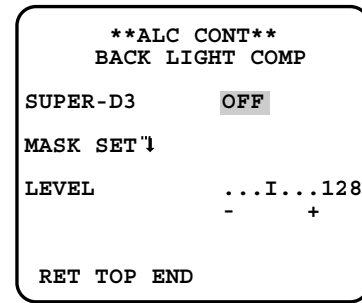 **ALC CONT**
BACK LIGHT COMP
SUPER-D3 OFF
MASK SET↴
LEVEL ...I...128
- +
RET TOP END